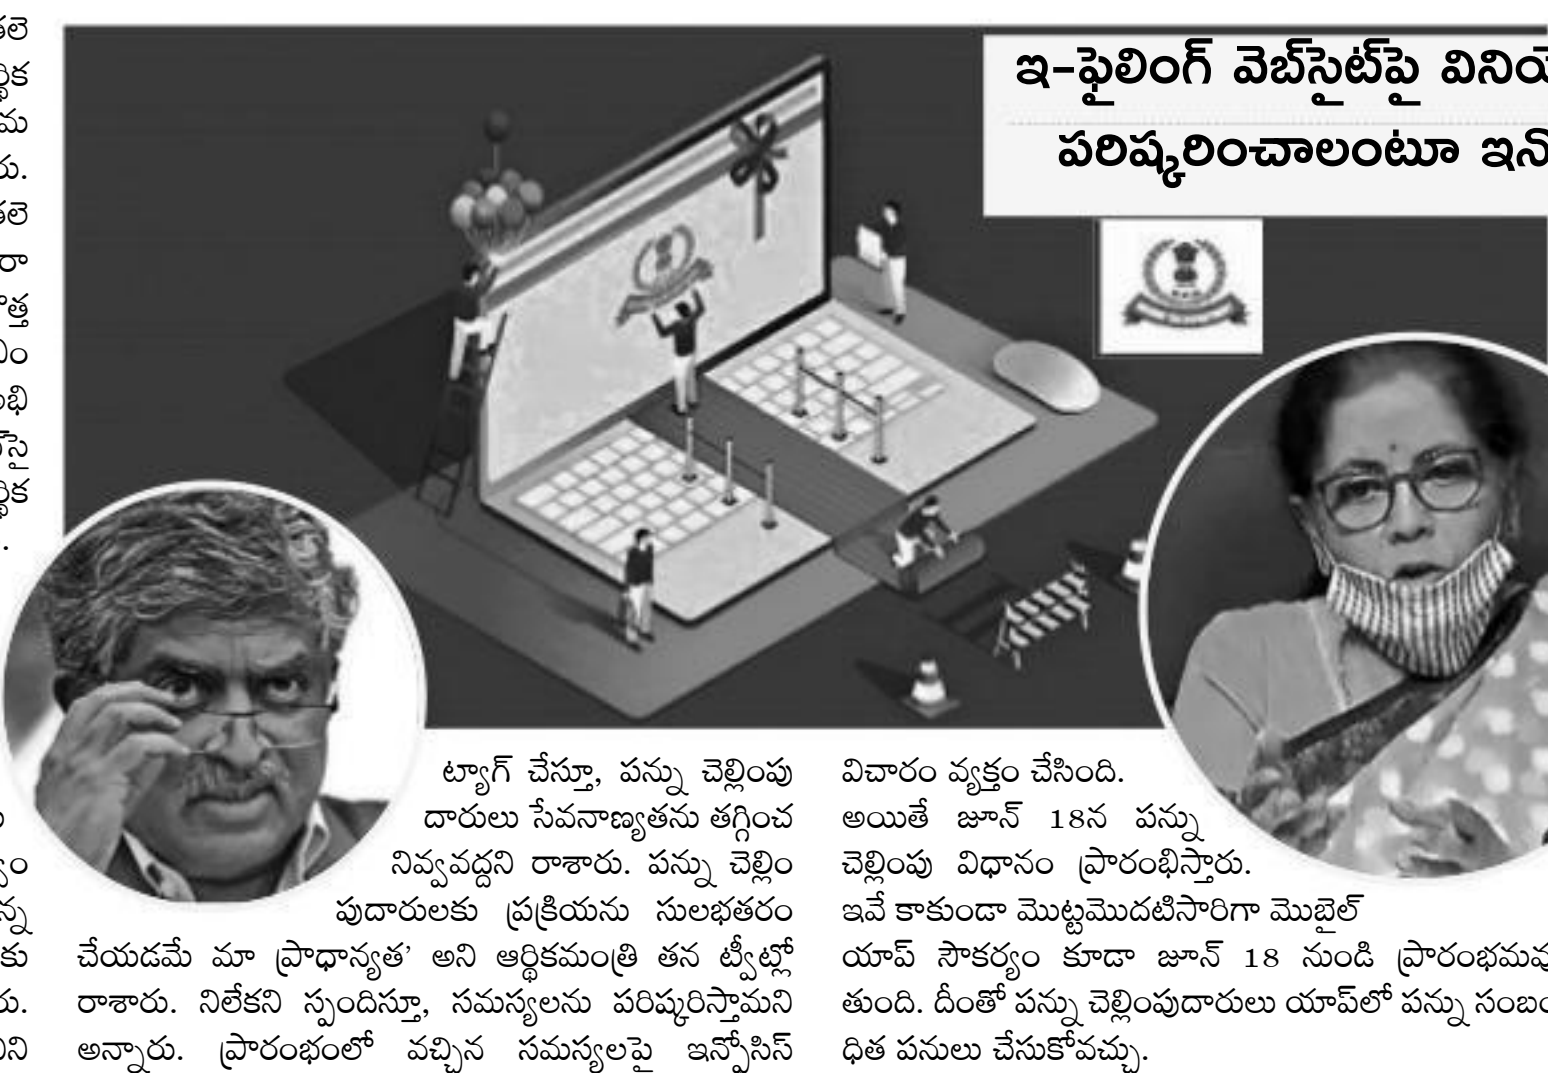 ఇ-ఫైలింగ్ వెబ్‌సైట్‌పై
పరిష్కరించాలంటూ
ట్యాగ్ చేస్తూ, పన్ను చెల్లింపు
దారులు సేవనాణ్యతను తగ్గించ
నివ్వవద్దని రాశారు. పన్ను చెల్లిం
పుదారులకు ప్రక్రియను సులభతరం
చేయడమే మా ప్రాధాన్యత’ అని ఆర్థికమంత్రి తన ట్వీట్లో
రాశారు. నిలేకని స్పందిస్తూ, సమస్యలను పరిష్కరిస్తామని
అన్నారు. ప్రారంభంలో వచ్చిన సమస్యలపై ఇన్ఫోసిస్
విచారం వ్యక్తం చేసింది.
అయితే జూన్ 18న పన్ను
చెల్లింపు విధానం ప్రారంభిస్తారు.
ఇవే కాకుండా మొట్టమొదటిసారిగా మొబైల్
యాప్ సౌకర్యం కూడా జూన్ 18 నుండి ప్రారంభమవు
తుంది. దీంతో పన్ను చెల్లింపుదారులు యాప్‌లో పన్ను సంబం
ధిత పనులు చేసుకోవచ్చు.